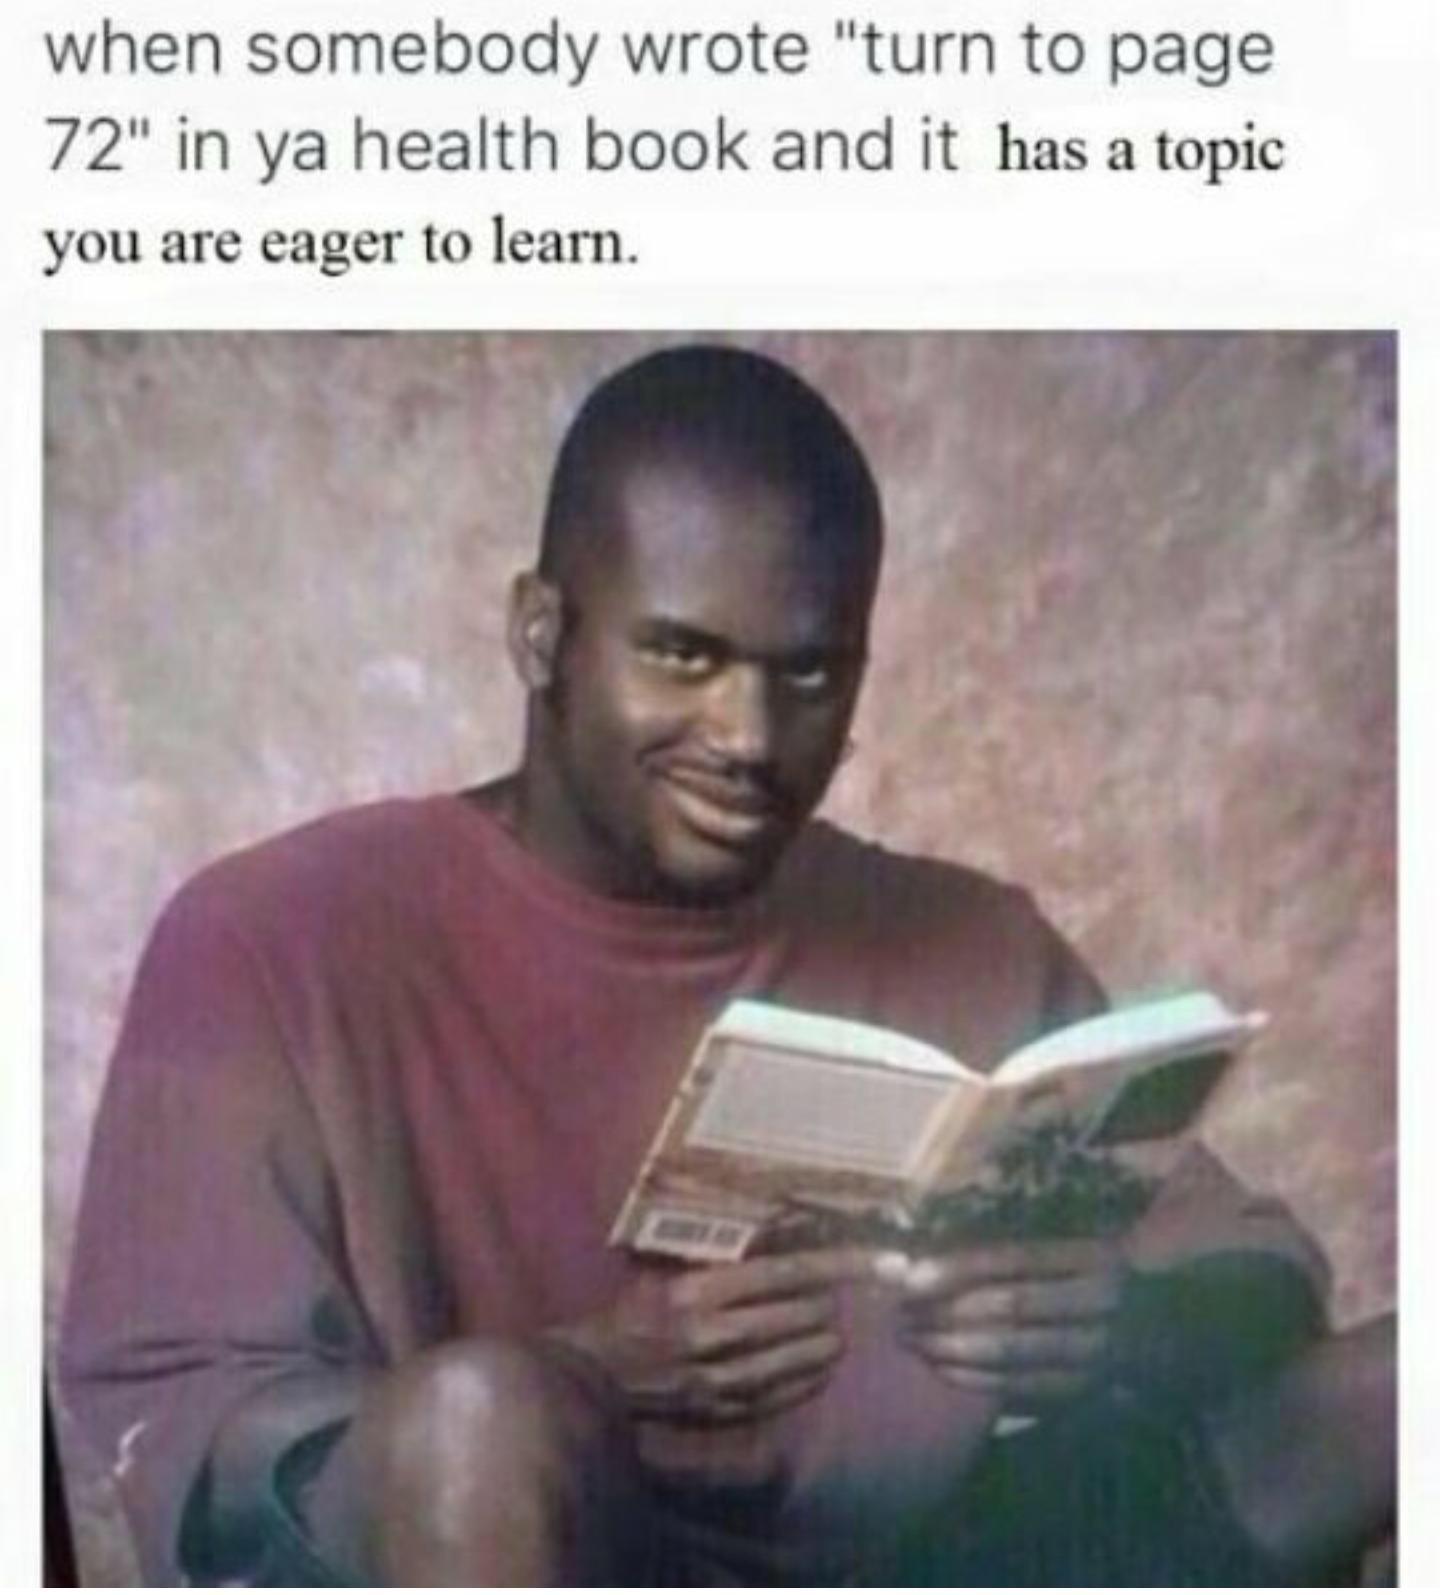 when somebody wrote "turn to page
72" in ya health book and it has a topic
you are eager to learn.